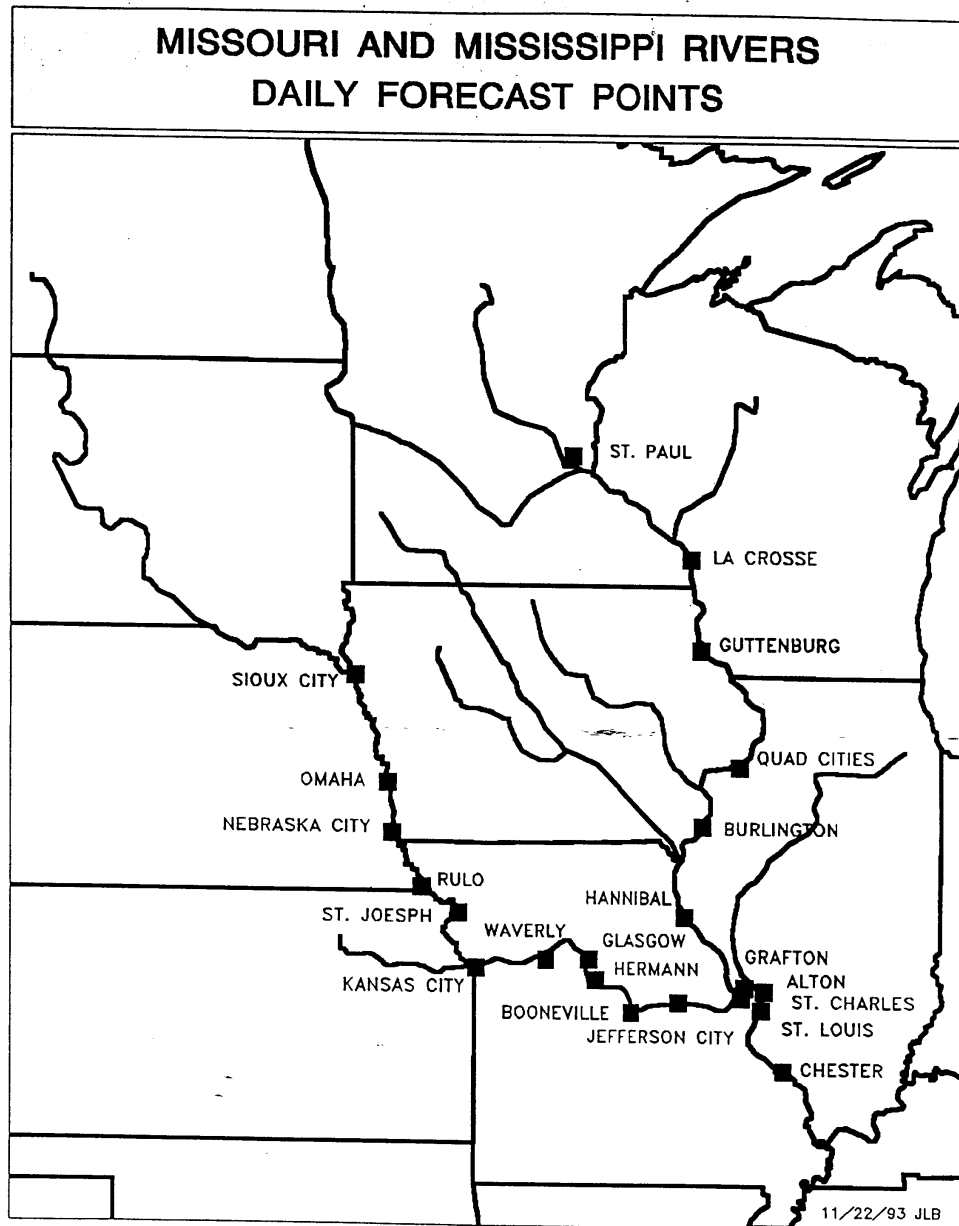 MISSOURI AND MISSISSIPPI RIVERS
DAILY FORECAST POINTS
ST. PAUL
LA CROSSE
GUTTENBURG
SIOUX CITY
QUAD CITIES
OMAHA
NEBRASKA CITY
BURLINGTON
RULO
HANNIBAL
ST. JOESPH
WAVERLY
GLASGOW
GRAFTON
HERMANN
ALTON
KANSAS CITY
ST. CHARLES
BOONEVILLE
ST. LOUIS
JEFFERSON CITY
CHESTER
11/22/93 JLB